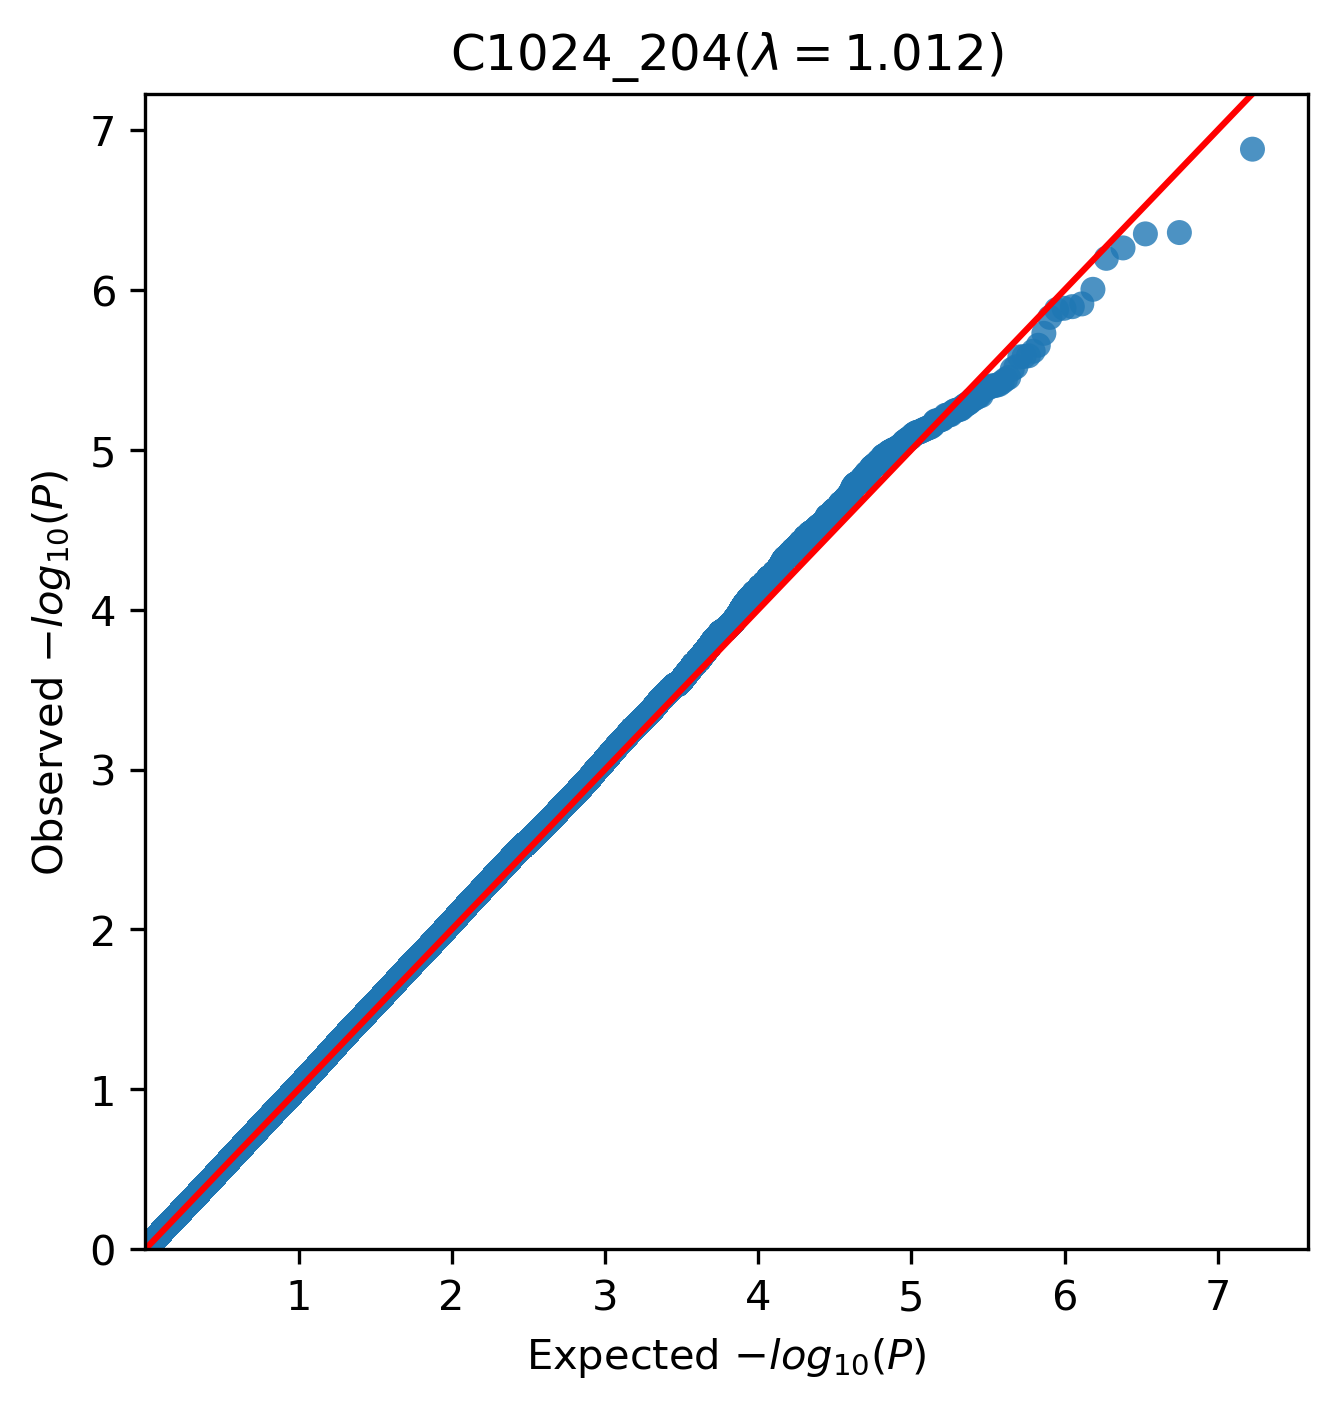 C1024_204(λ = 1.012)
Observed −log₁₀(P)
7
6
5
4
3
2
1
0
1 2 3 4 5 6 7
Expected −log₁₀(P)